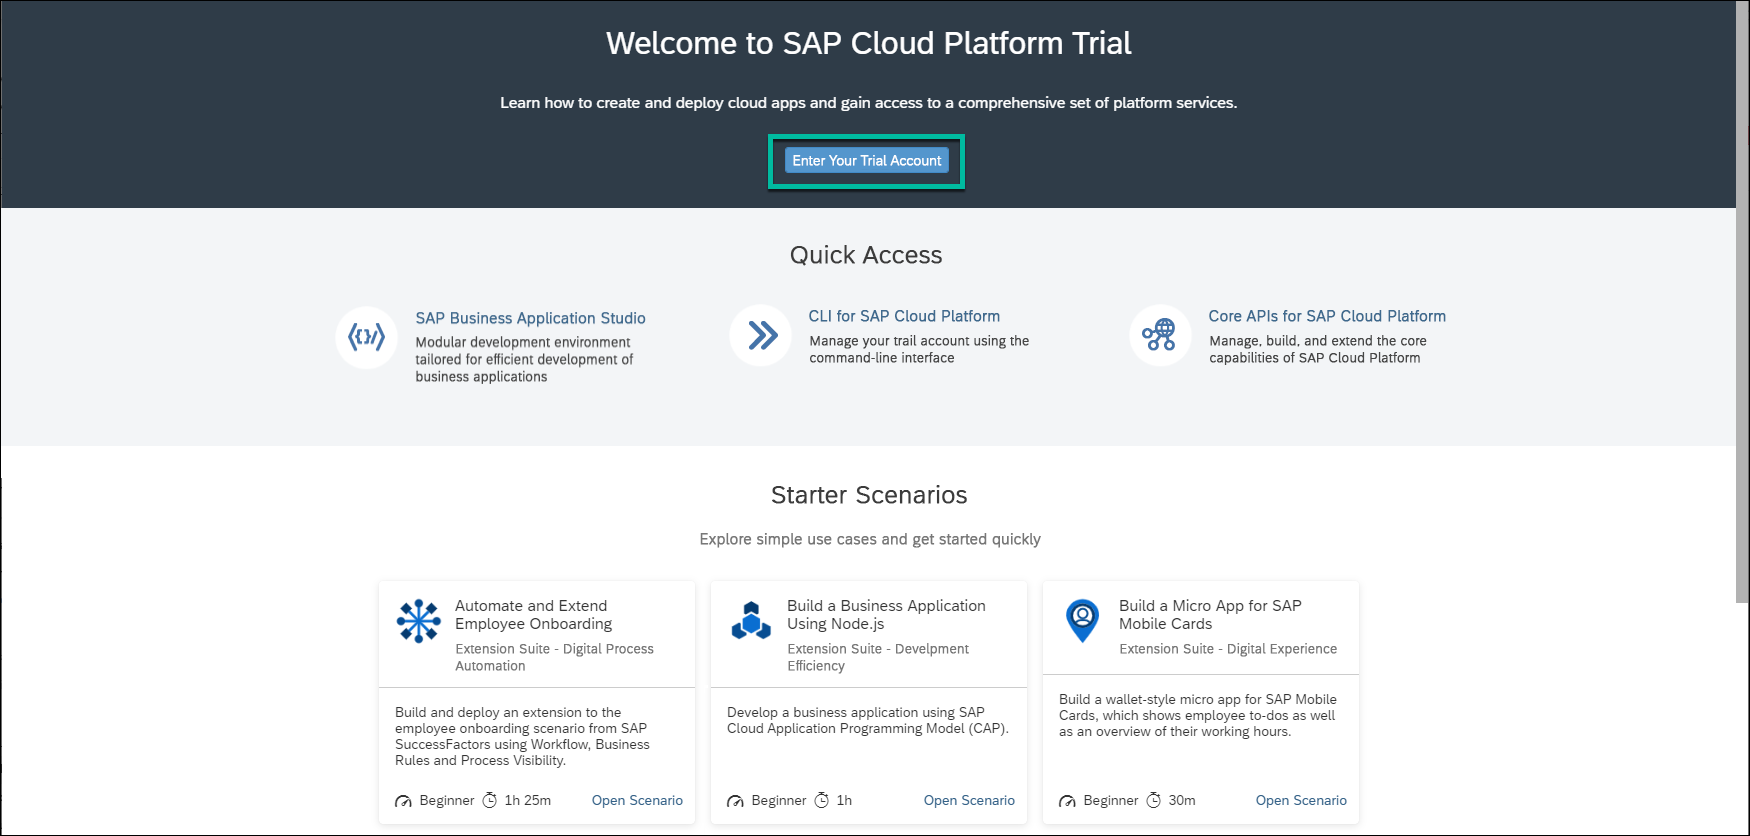 Welcome to SAP Cloud Platform Trial
Learn how to create and deploy cloud apps and gain access to a comprehensive set of platform services.
Enter Your Trial Account
Quick Access
SAP Business Application Studio
Modular development environment
tailored for efficient development of
business applications
CLI for SAP Cloud Platform
Manage your trail account using the
command-line interface
Core APIs for SAP Cloud Platform
Manage, build, and extend the core
capabilities of SAP Cloud Platform
Starter Scenarios
Explore simple use cases and get started quickly
Automate and Extend
Employee Onboarding
Extension Suite - Digital Process
Automation
Build and deploy an extension to the
employee onboarding scenario from SAP
SuccessFactors using Workflow, Business
Rules and Process Visibility.
Beginner 1h 25m Open Scenario
Build a Business Application
Using Node.js
Extension Suite - Develpment
Efficiency
Develop a business application using SAP
Cloud Application Programming Model (CAP).
Beginner 1h Open Scenario
Build a Micro App for SAP
Mobile Cards
Extension Suite - Digital Experience
Build a wallet-style micro app for SAP Mobile
Cards, which shows employee to-dos as well
as an overview of their working hours.
Beginner 30m Open Scenario